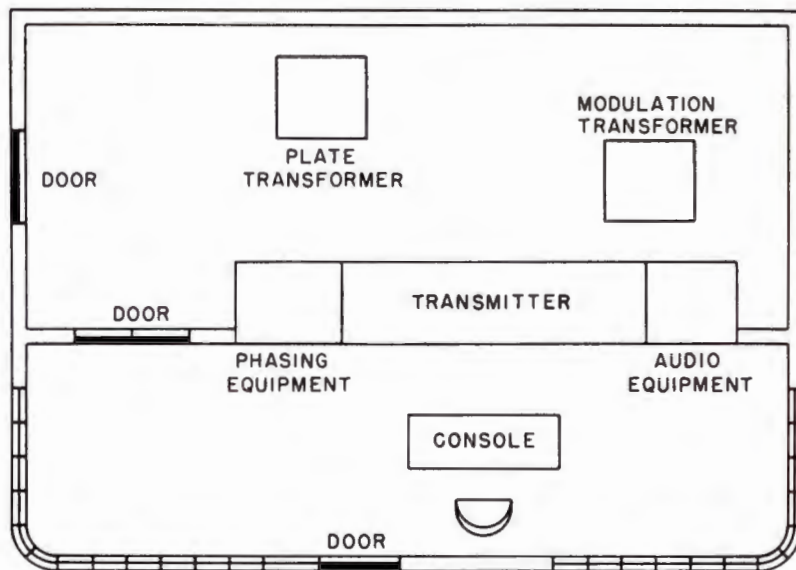 MODULATION
TRANSFORMER
PLATE
TRANSFORMER
DOOR
DOOR
TRANSMITTER
PHASING
EQUIPMENT
AUDIO
EQUIPMENT
CONSOLE
DOOR